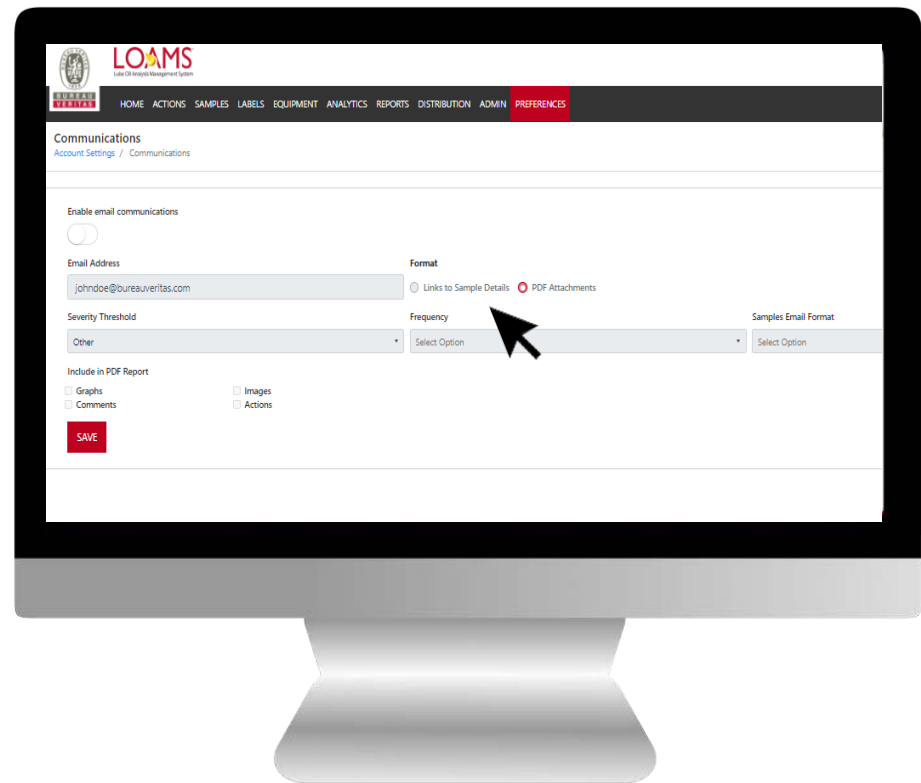 LOAMS
Lube Oil Analysis Management System
BUREAU
VERITAS
HOME ACTIONS SAMPLES LABELS EQUIPMENT ANALYTICS REPORTS DISTRIBUTION ADMIN PREFERENCES
Communications
Account Settings / Communications
Enable email communications
Email Address
Format
johndoe@bureauveritas.com
Links to Sample Details
PDF Attachments
Severity Threshold
Frequency
Samples Email Format
Other
Select Option
Select Option
Include in PDF Report
Graphs
Images
Comments
Actions
SAVE